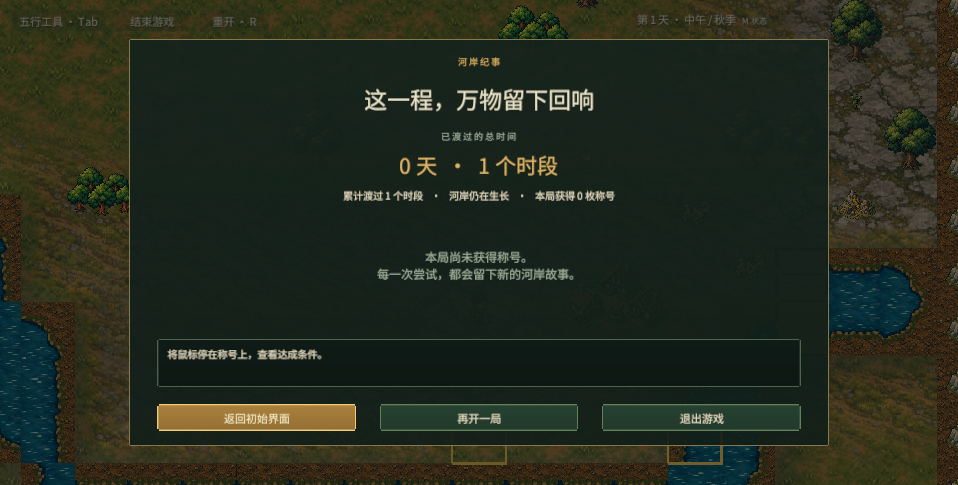 五行工具・Tab 结束游戏 重开・R 第1天・中午/秋季 M 状态
河岸纪事
这一程，万物留下回响
已渡过的总时间
0 天 ・ 1 个时段
累计渡过 1 个时段 ・ 河岸仍在生长 ・ 本局获得 0 枚称号
本局尚未获得称号。
每一次尝试，都会留下新的河岸故事。
将鼠标停在称号上，查看达成条件。
返回初始界面 再开一局 退出游戏